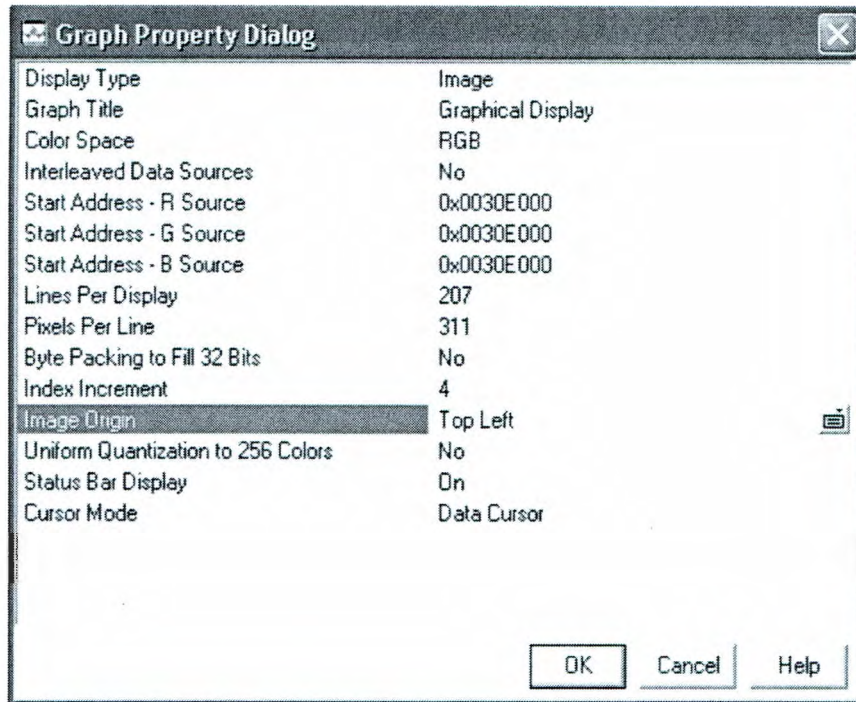 Graph Property Dialog
Display Type Image
Graph Title Graphical Display
Color Space RGB
Interleaved Data Sources No
Start Address - R Source 0x0030E000
Start Address - G Source 0x0030E000
Start Address - B Source 0x0030E000
Lines Per Display 207
Pixels Per Line 311
Byte Packing to Fill 32 Bits No
Index Increment 4
Image Origin Top Left
Uniform Quantization to 256 Colors No
Status Bar Display On
Cursor Mode Data Cursor
OK Cancel Help